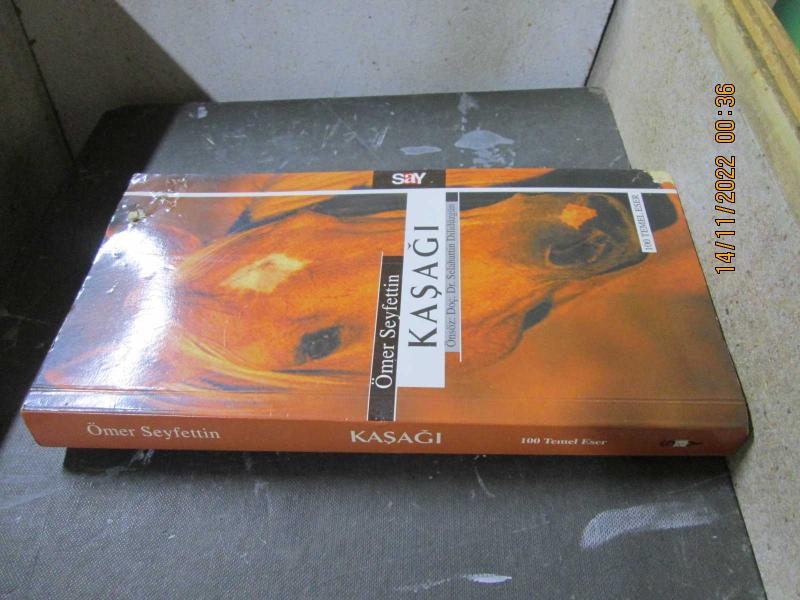 SAY
Ömer Seyfettin
KAŞAĞI
Önsöz: Doç. Dr. Selahattin Dilidüzgün
100 TEMEL ESER
Ömer Seyfettin
KAŞAĞI
100 Temel Eser
14/11/2022 00:36